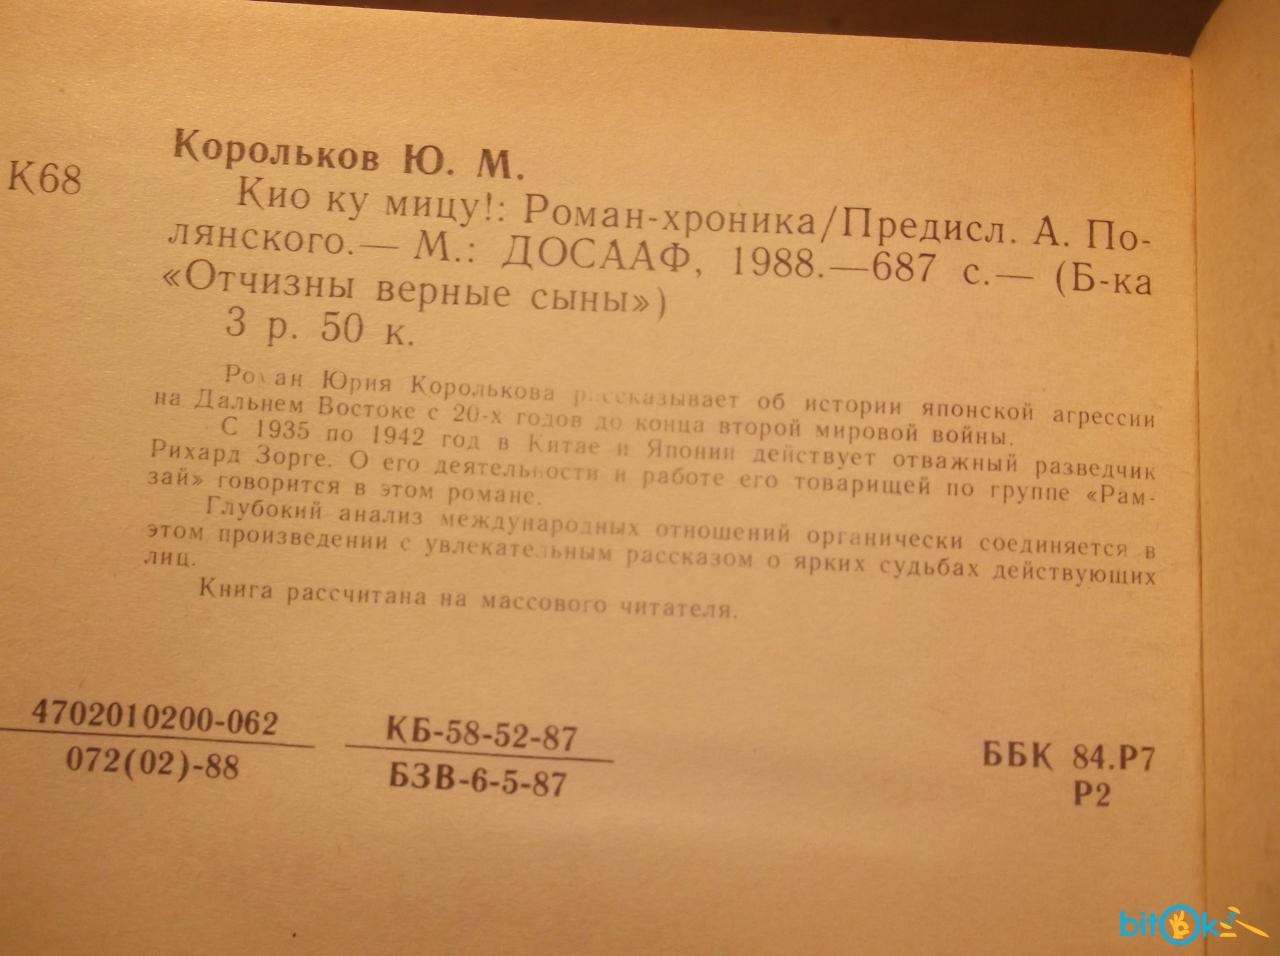 Корольков Ю. М.
К68
Кио ку мицу!: Роман-хроника/Предисл. А. По-
лянского.— М.: ДОСААФ, 1988.—687 с.— (Б-ка
«Отчизны верные сыны»)
3 р. 50 к.
Роман Юрия Королькова рассказывает об истории японской агрессии
на Дальнем Востоке с 20-х годов до конца второй мировой войны.
С 1935 по 1942 год в Китае и Японии действует отважный разведчик
Рихард Зорге. О его деятельности и работе его товарищей по группе «Рам-
зай» говорится в этом романе.
Глубокий анализ международных отношений органически соединяется в
этом произведении с увлекательным рассказом о ярких судьбах действующих
лиц.
Книга рассчитана на массового читателя.
4702010200-062
072(02)-88
КБ-58-52-87
БЗВ-6-5-87
ББК 84.Р7
Р2
bitOk